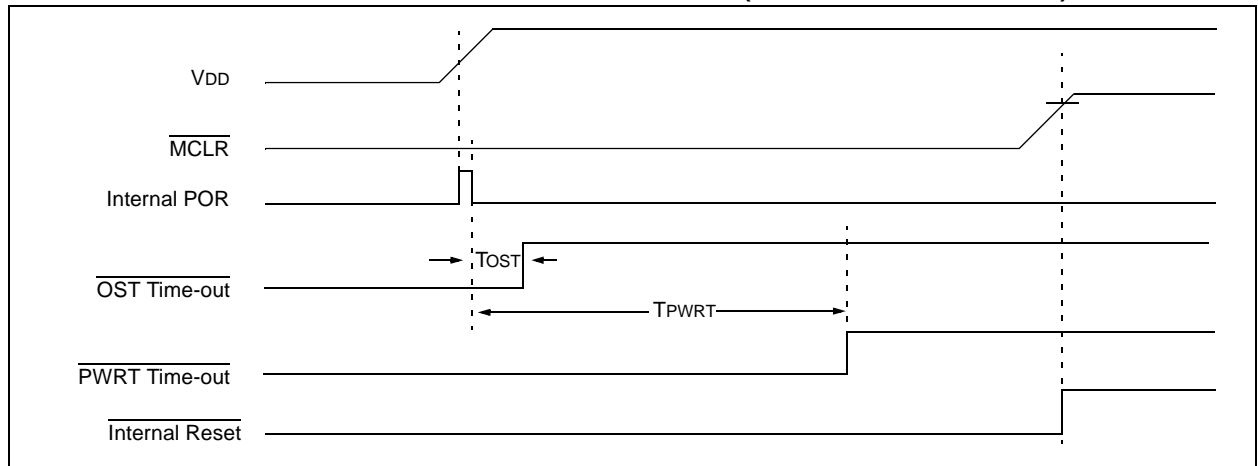 VDD
MCLR
Internal POR
TOST
OST Time-out
TPWRT
PWRT Time-out
Internal Reset